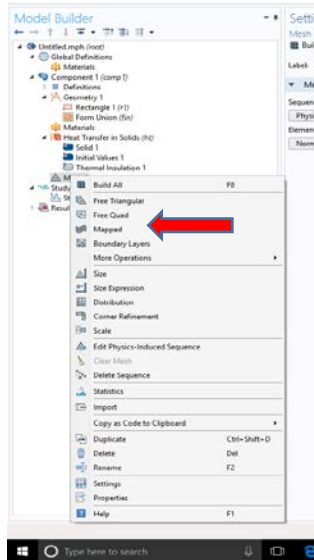 Model Builder
Untitled.mph (root)
Global Definitions
Materials
Component 1 (comp1)
Definitions
Geometry 1
Rectangle 1 (r1)
Form Union (fin)
Materials
Heat Transfer in Solids (ht)
Solid 1
Initial Values 1
Thermal Insulation 1
M
Study
St
Resul
Build All F8
Free Triangular
Free Quad
Mapped
Boundary Layers
More Operations
Size
Size Expression
Distribution
Corner Refinement
Scale
Edit Physics-Induced Sequence
Clear Mesh
Delete Sequence
Statistics
Import
Copy as Code to Clipboard
Duplicate Ctrl+Shift+D
Delete Del
Rename F2
Settings
Properties
Help F1
Setti
Mesh
Buil
Label:
Me
Sequen
Physi
Elemen
Norm
Type here to search